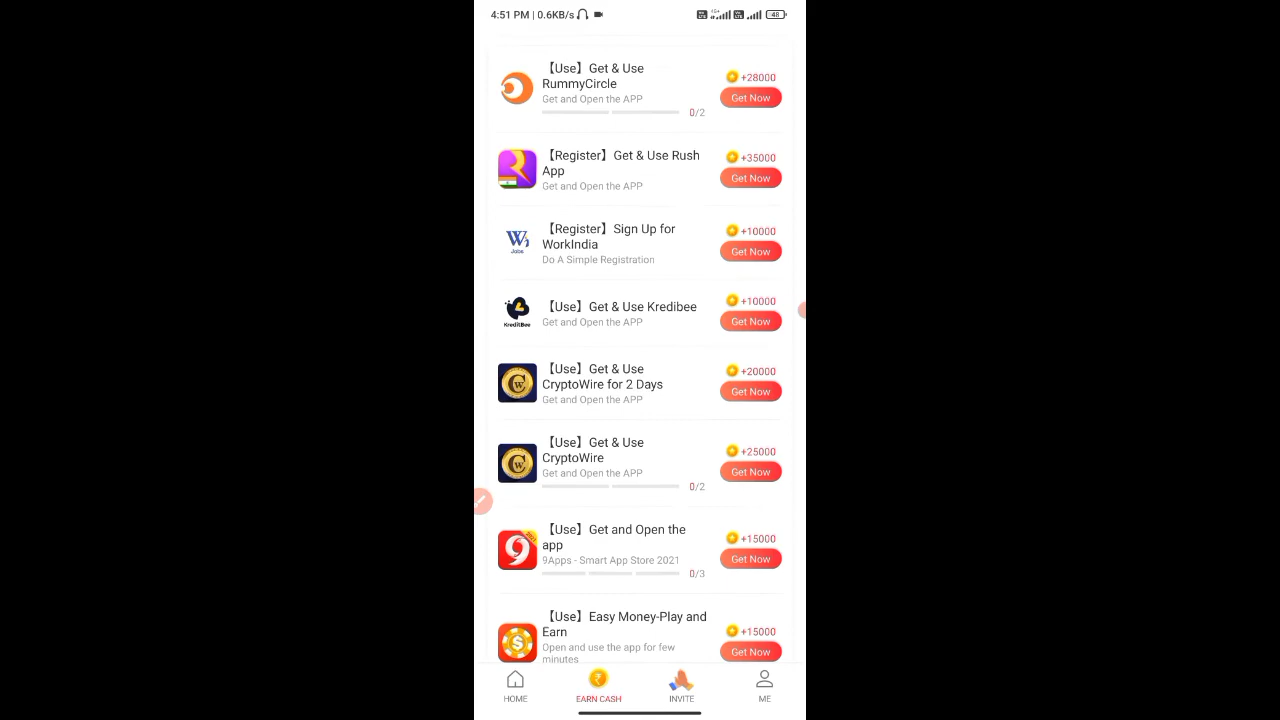 4:51 PM | 0.6KB/s
4G+
48
【Use】Get & Use
RummyCircle
Get and Open the APP
0/2
+28000
Get Now
【Register】Get & Use Rush
App
Get and Open the APP
+35000
Get Now
【Register】Sign Up for
WorkIndia
Do A Simple Registration
Jobs
+10000
Get Now
【Use】Get & Use Kredibee
Get and Open the APP
KreditBee
+10000
Get Now
【Use】Get & Use
CryptoWire for 2 Days
Get and Open the APP
+20000
Get Now
【Use】Get & Use
CryptoWire
Get and Open the APP
0/2
+25000
Get Now
【Use】Get and Open the
app
9Apps - Smart App Store 2021
0/3
+15000
Get Now
【Use】Easy Money-Play and
Earn
Open and use the app for few
minutes
+15000
Get Now
HOME
EARN CASH
INVITE
ME